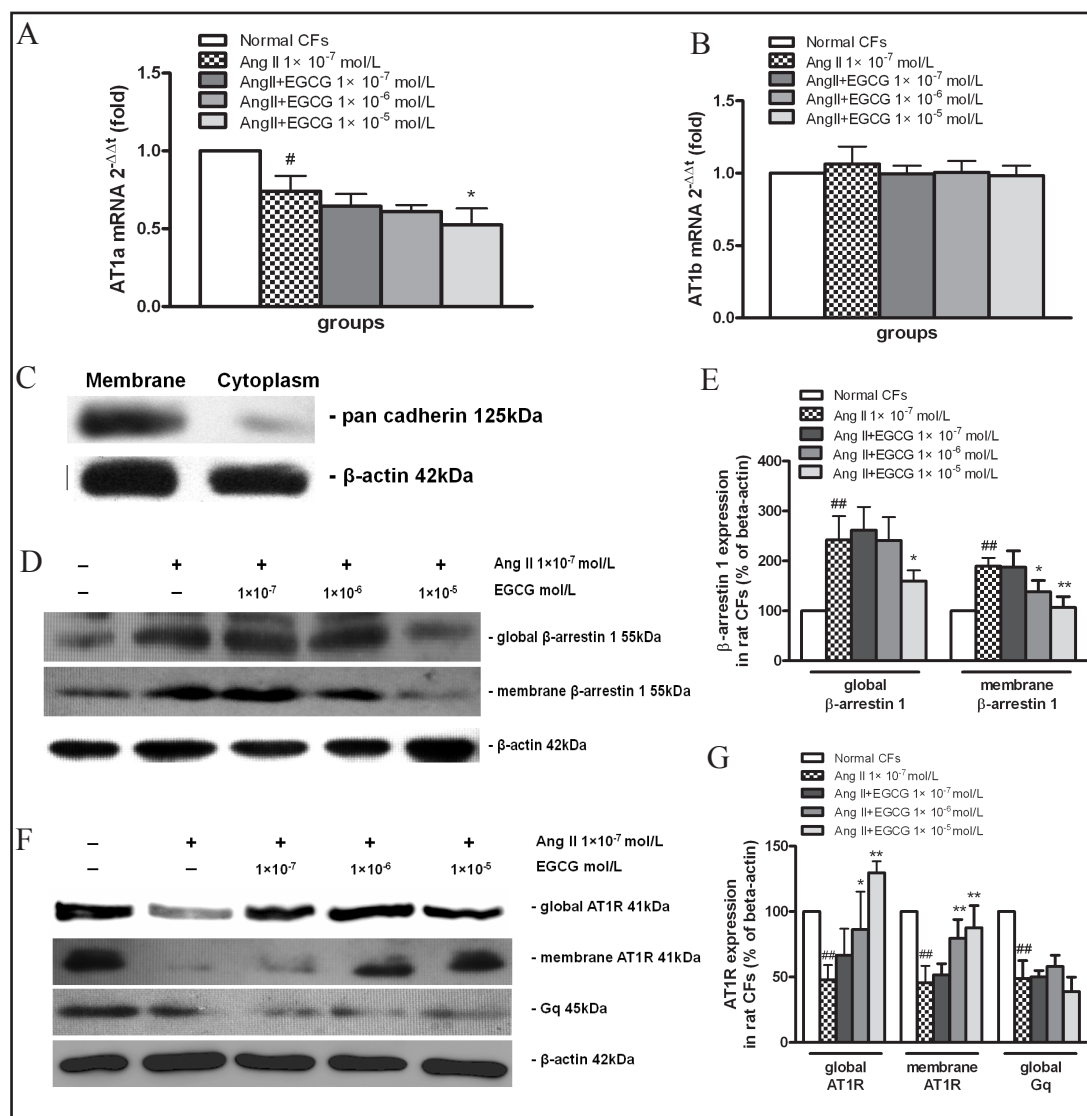 A
Normal CFs
Ang II 1× 10⁻⁷ mol/L
AngII+EGCG 1× 10⁻⁷ mol/L
AngII+EGCG 1× 10⁻⁶ mol/L
AngII+EGCG 1× 10⁻⁵ mol/L
AT1a mRNA 2^-ΔΔt (fold)
1.5
1.0
0.5
0.0
#
*
groups
B
Normal CFs
Ang II 1× 10⁻⁷ mol/L
AngII+EGCG 1× 10⁻⁷ mol/L
AngII+EGCG 1× 10⁻⁶ mol/L
AngII+EGCG 1× 10⁻⁵ mol/L
AT1b mRNA 2^-ΔΔt (fold)
1.5
1.0
0.5
0.0
groups
C
Membrane Cytoplasm
- pan cadherin 125kDa
- β-actin 42kDa
D
– + + + + Ang II 1×10⁻⁷ mol/L
– – 1×10⁻⁷ 1×10⁻⁶ 1×10⁻⁵ EGCG mol/L
- global β-arrestin 1 55kDa
- membrane β-arrestin 1 55kDa
- β-actin 42kDa
E
Normal CFs
Ang II 1× 10⁻⁷ mol/L
Ang II+EGCG 1× 10⁻⁷ mol/L
Ang II+EGCG 1× 10⁻⁶ mol/L
Ang II+EGCG 1× 10⁻⁵ mol/L
β-arrestin 1 expression
in rat CFs (% of beta-actin)
400
300
200
100
0
## * ## * **
global membrane
β-arrestin 1 β-arrestin 1
F
– + + + + Ang II 1×10⁻⁷ mol/L
– – 1×10⁻⁷ 1×10⁻⁶ 1×10⁻⁵ EGCG mol/L
- global AT1R 41kDa
- membrane AT1R 41kDa
- Gq 45kDa
- β-actin 42kDa
G
Normal CFs
Ang II 1× 10⁻⁷ mol/L
Ang II+EGCG 1× 10⁻⁷ mol/L
Ang II+EGCG 1× 10⁻⁶ mol/L
Ang II+EGCG 1× 10⁻⁵ mol/L
AT1R expression
in rat CFs (% of beta-actin)
150
100
50
0
## * ** ## ** ** ##
global membrane global
AT1R AT1R Gq